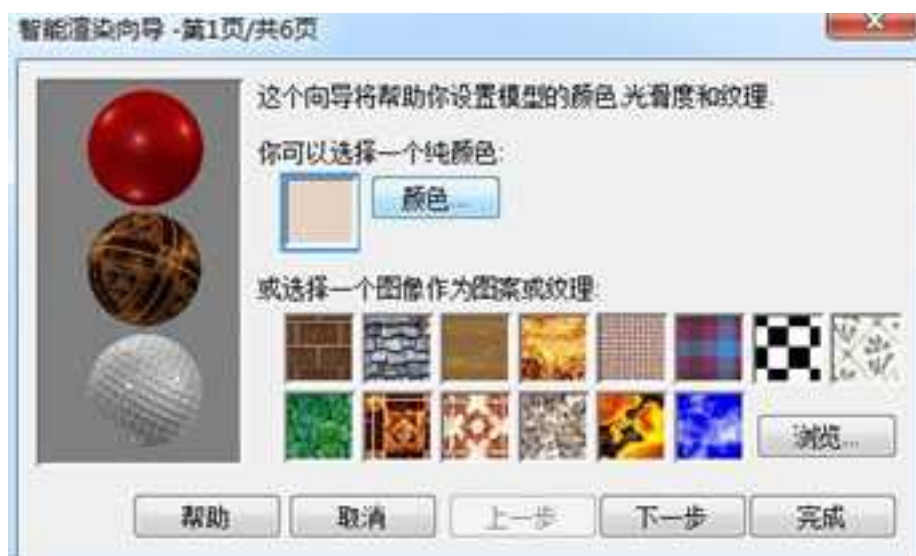 智能渲染向导 -第1页/共6页
这个向导将帮助你设置模型的颜色,光滑度和纹理.
你可以选择一个纯颜色:
颜色...
或选择一个图像作为图案或纹理:
浏览...
帮助
取消
上一步
下一步
完成